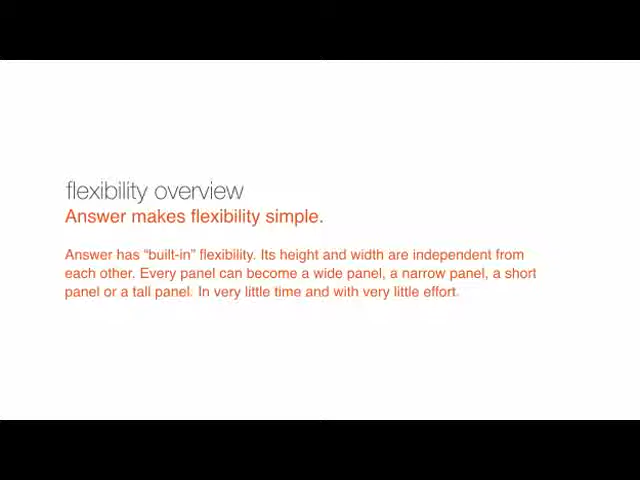 flexibility overview
Answer makes flexibility simple.
Answer has “built-in” flexibility. Its height and width are independent from
each other. Every panel can become a wide panel, a narrow panel, a short
panel or a tall panel. In very little time and with very little effort.